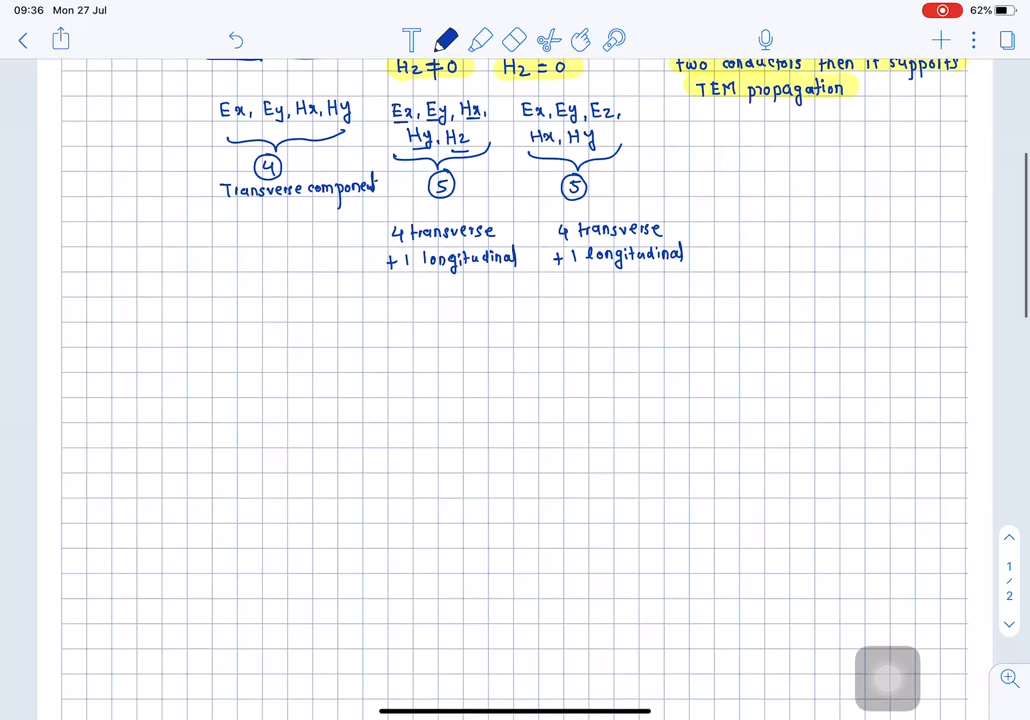 09:36 Mon 27 Jul
62%
T
Hz ≠ 0
Hz = 0
two conductors then it supports
TEM propagation
Ex, Ey, Hx, Hy
4
Transverse component
Ex, Ey, Hx,
Hy, Hz
5
4 transverse
+ 1 longitudinal
Ex, Ey, Ez,
Hx, Hy
5
4 transverse
+ 1 longitudinal
1
/
2